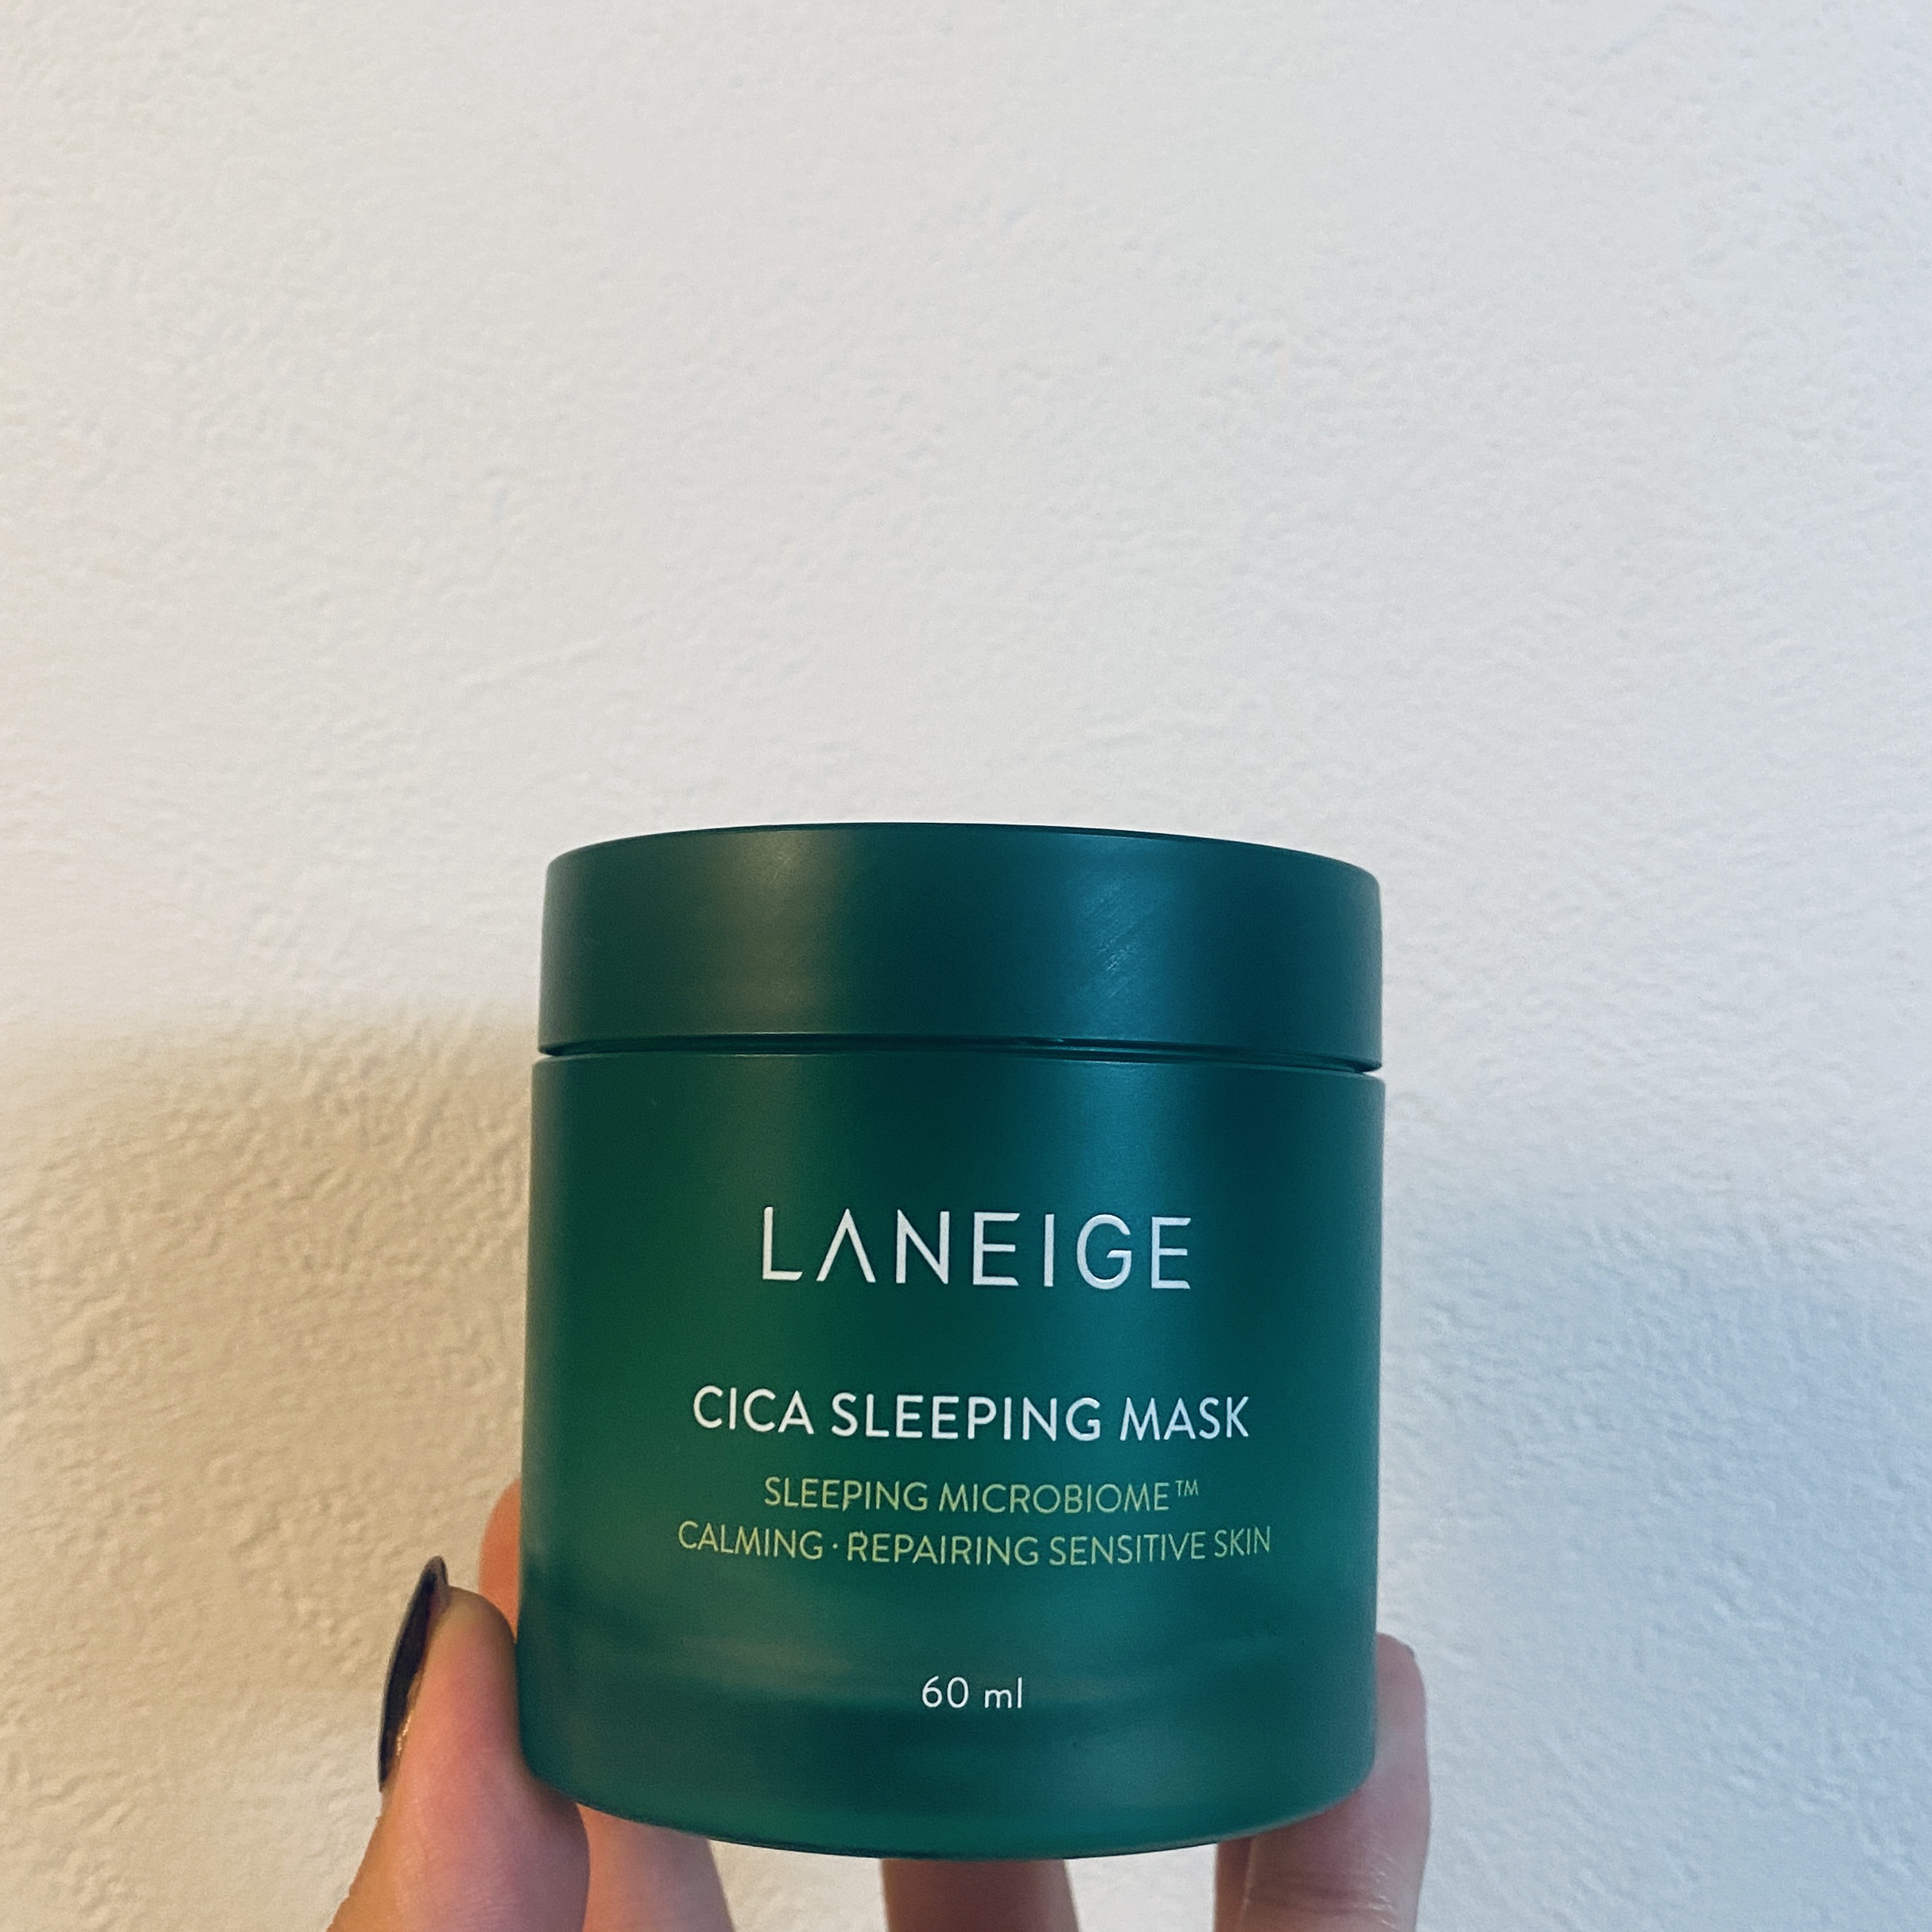 LANEIGE
CICA SLEEPING MASK
SLEEPING MICROBIOME™
CALMING · REPAIRING SENSITIVE SKIN
60 ml